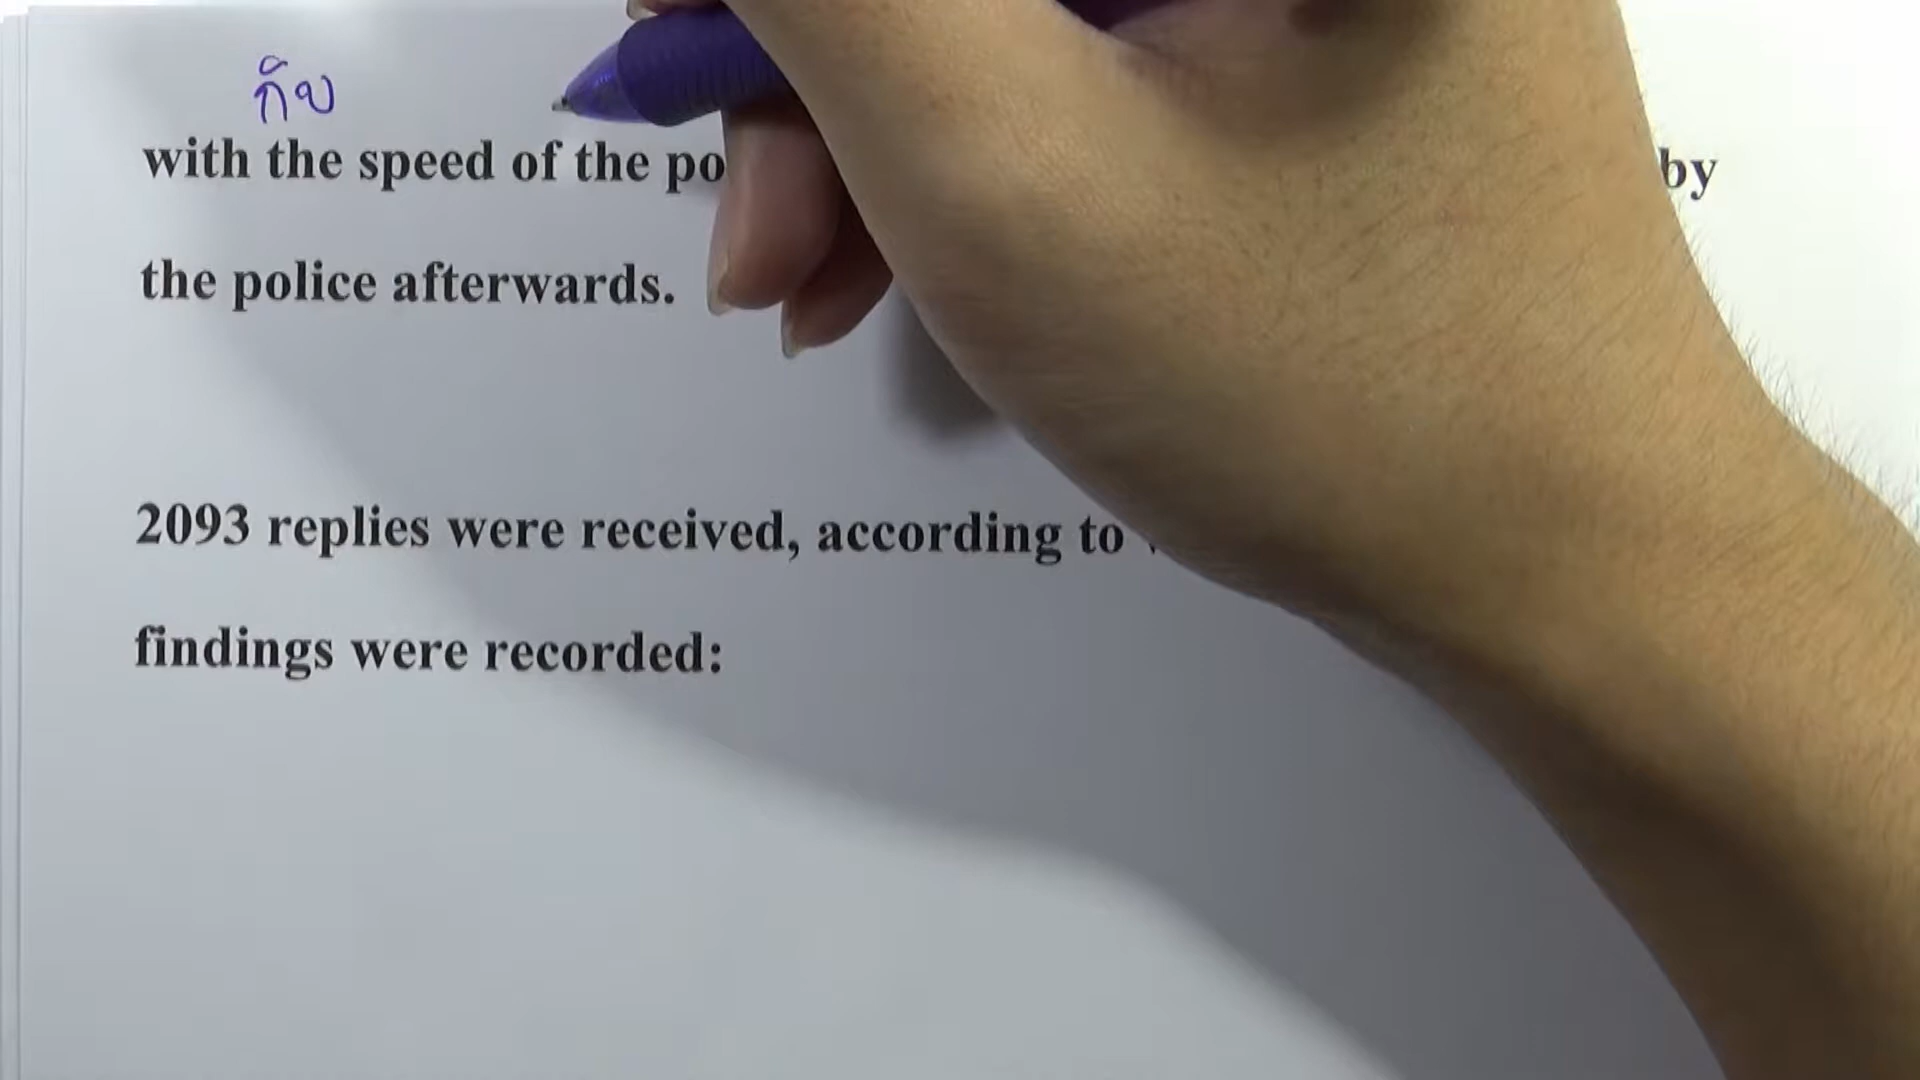 กับ
with the speed of the by
the police afterwards.
2093 replies were received, according to
findings were recorded: